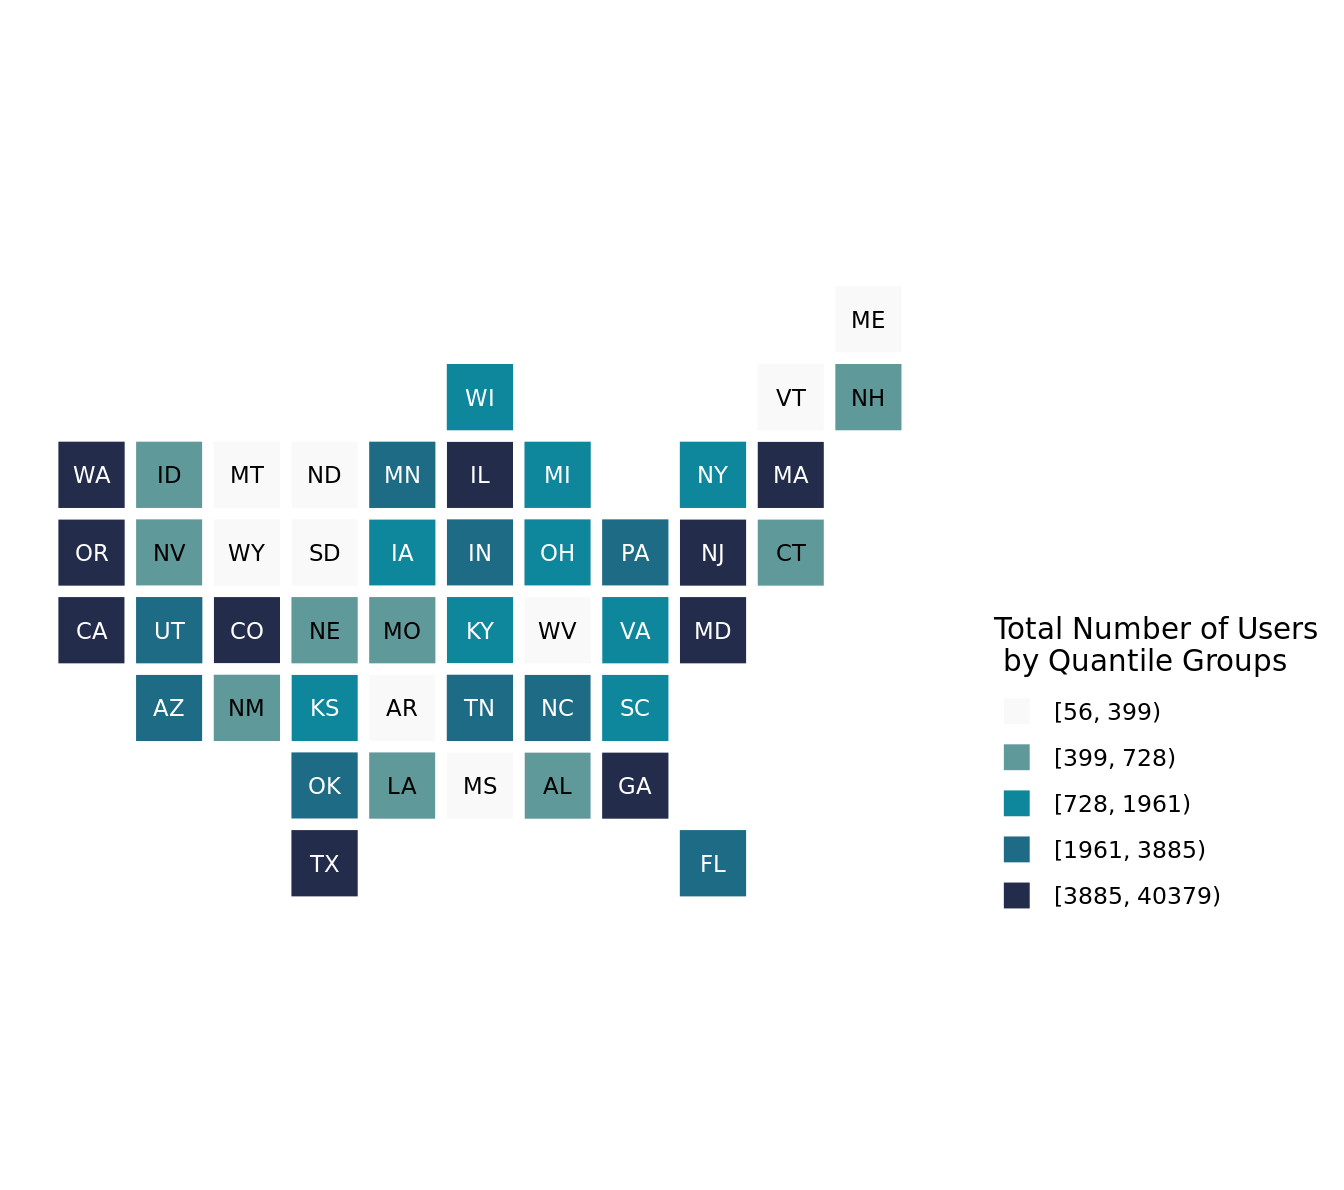 ME
WI VT NH
WA ID MT ND MN IL MI NY MA
OR NV WY SD IA IN OH PA NJ CT
CA UT CO NE MO KY WV VA MD
AZ NM KS AR TN NC SC
OK LA MS AL GA
TX FL
Total Number of Users
by Quantile Groups
[56, 399)
[399, 728)
[728, 1961)
[1961, 3885)
[3885, 40379)